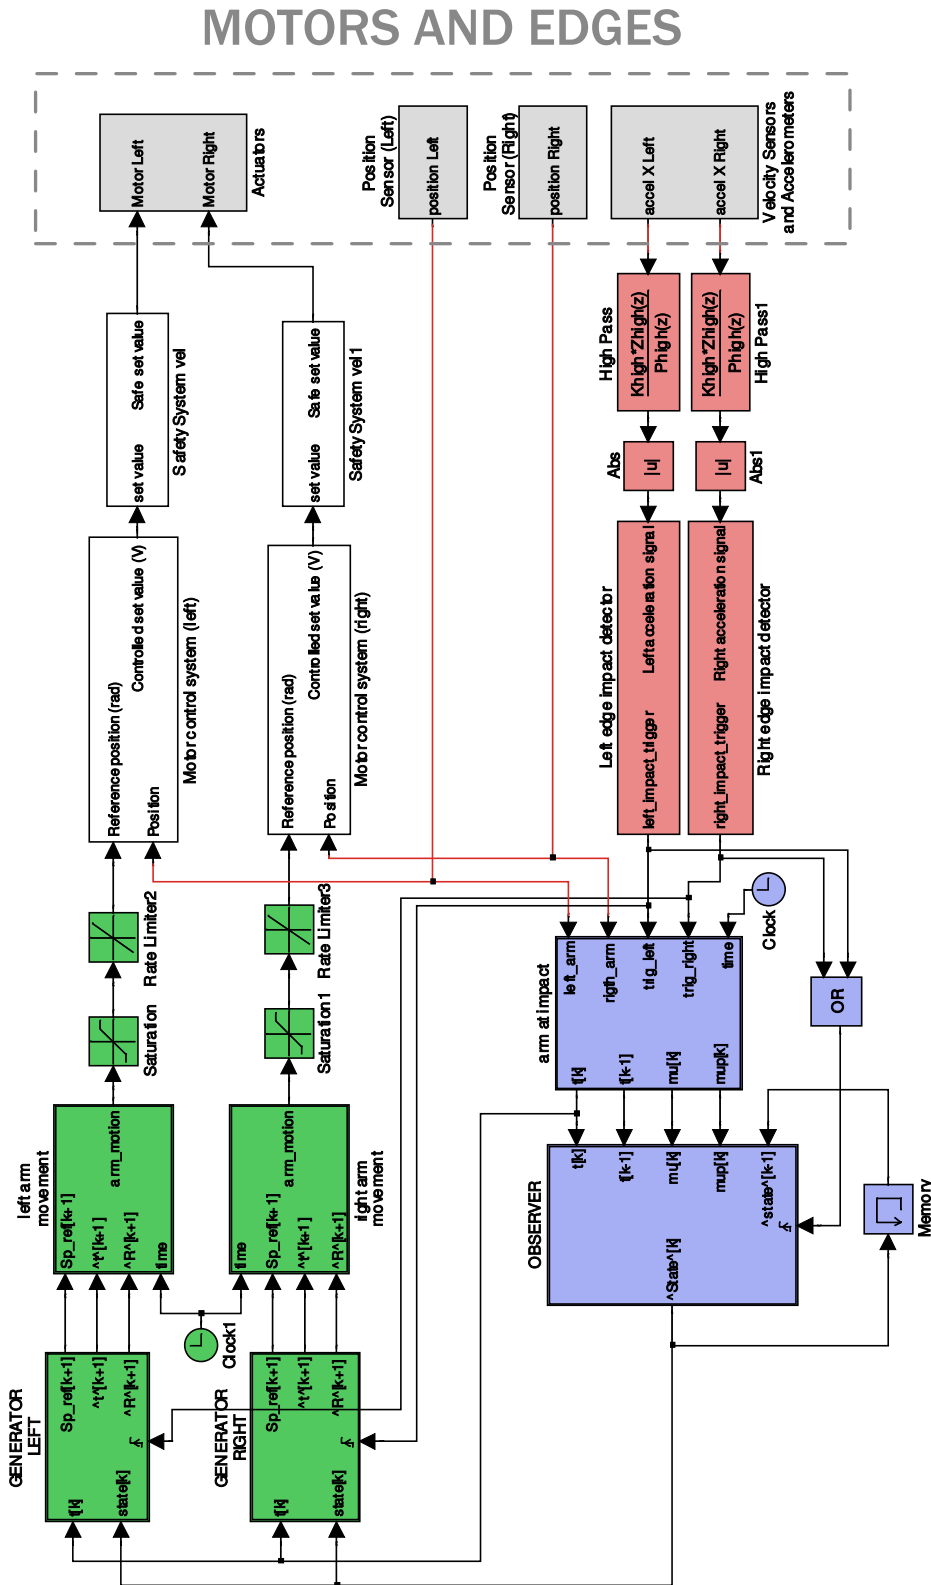 MOTORS AND EDGES
Motor Left
Motor Right
Actuators
Position
Sensor (Left)
position Left
Position
Sensor (Right)
position Right
accel X Left
accel X Right
Velocity Sensors
and Accelerometers
set value
Safe set value
Safety System vel
set value
Safe set value
Safety System vel1
High Pass
Khigh*Zhigh(z)
Phigh(z)
Khigh*Zhigh(z)
Phigh(z)
High Pass1
Abs
|u|
|u|
Abs1
Reference position (rad)
Position
Controlled set value (V)
Motor control system (left)
Reference position (rad)
Position
Controlled set value (V)
Motor control system (right)
Left edge impact detector
left_impact_trigger
Left acceleration signal
right_impact_trigger
Right acceleration signal
Right edge impact detector
Rate Limiter2
Rate Limiter3
Saturation
Saturation1
Clock
arm at impact
left_arm
rigth_arm
trig_left
trig_right
time
t[k]
t[k-1]
mu[k]
mup[k]
OR
left arm
movement
Sp_ref[k+1]
^t^[k+1]
^R^[k+1]
time
arm_motion
right arm
movement
time
Sp_ref[k+1]
^t^[k+1]
^R^[k+1]
arm_motion
OBSERVER
t[k]
t[k-1]
mu[k]
mup[k]
^state^[k-1]
^State^[k]
Memory
Clock1
GENERATOR
LEFT
t[k]
state[k]
Sp_ref[k+1]
^t^[k+1]
^R^[k+1]
GENERATOR
RIGHT
t[k]
state[k]
Sp_ref[k+1]
^t^[k+1]
^R^[k+1]